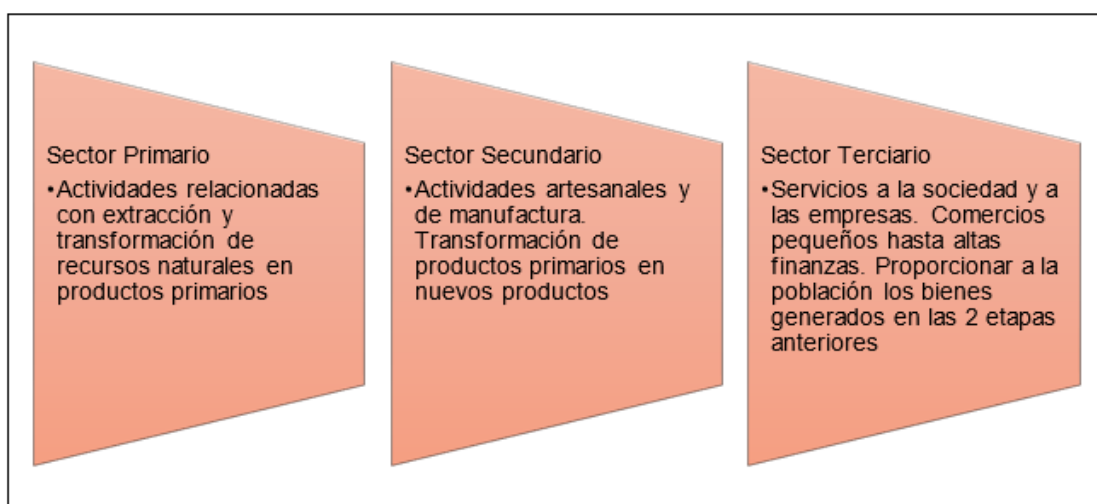 Sector Primario
•Actividades relacionadas
con extracción y
transformación de
recursos naturales en
productos primarios
Sector Secundario
•Actividades artesanales y
de manufactura.
Transformación de
productos primarios en
nuevos productos
Sector Terciario
•Servicios a la sociedad y a
las empresas. Comercios
pequeños hasta altas
finanzas. Proporcionar a la
población los bienes
generados en las 2 etapas
anteriores